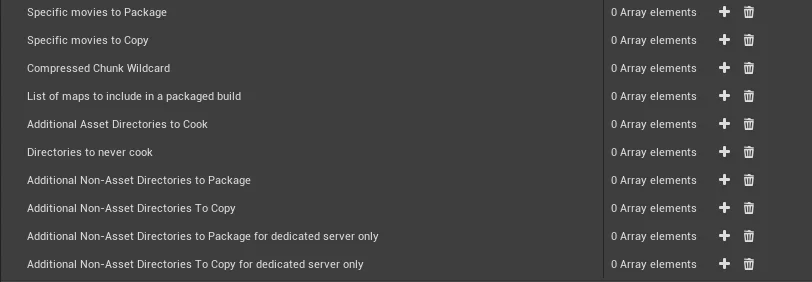 Specific movies to Package 0 Array elements
Specific movies to Copy 0 Array elements
Compressed Chunk Wildcard 0 Array elements
List of maps to include in a packaged build 0 Array elements
Additional Asset Directories to Cook 0 Array elements
Directories to never cook 0 Array elements
Additional Non-Asset Directories to Package 0 Array elements
Additional Non-Asset Directories To Copy 0 Array elements
Additional Non-Asset Directories to Package for dedicated server only 0 Array elements
Additional Non-Asset Directories To Copy for dedicated server only 0 Array elements